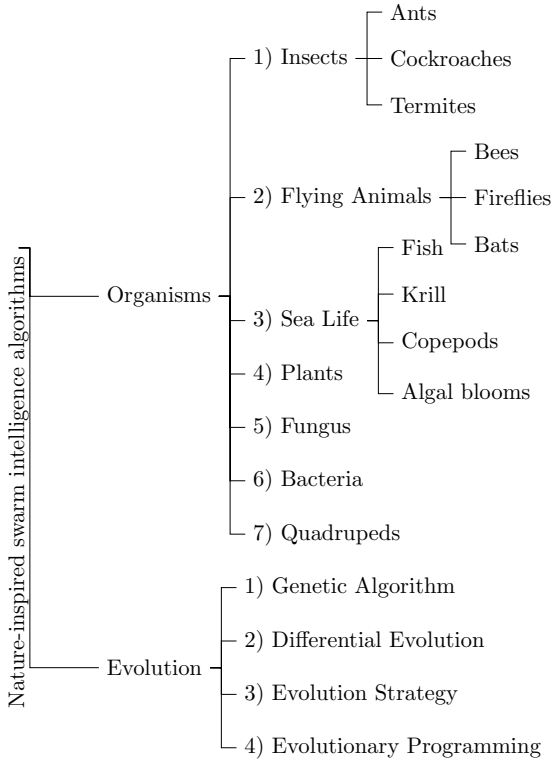 Nature-inspired swarm intelligence algorithms
Organisms
1) Insects
Ants
Cockroaches
Termites
2) Flying Animals
Bees
Fireflies
Bats
3) Sea Life
Fish
Krill
Copepods
Algal blooms
4) Plants
5) Fungus
6) Bacteria
7) Quadrupeds
Evolution
1) Genetic Algorithm
2) Differential Evolution
3) Evolution Strategy
4) Evolutionary Programming